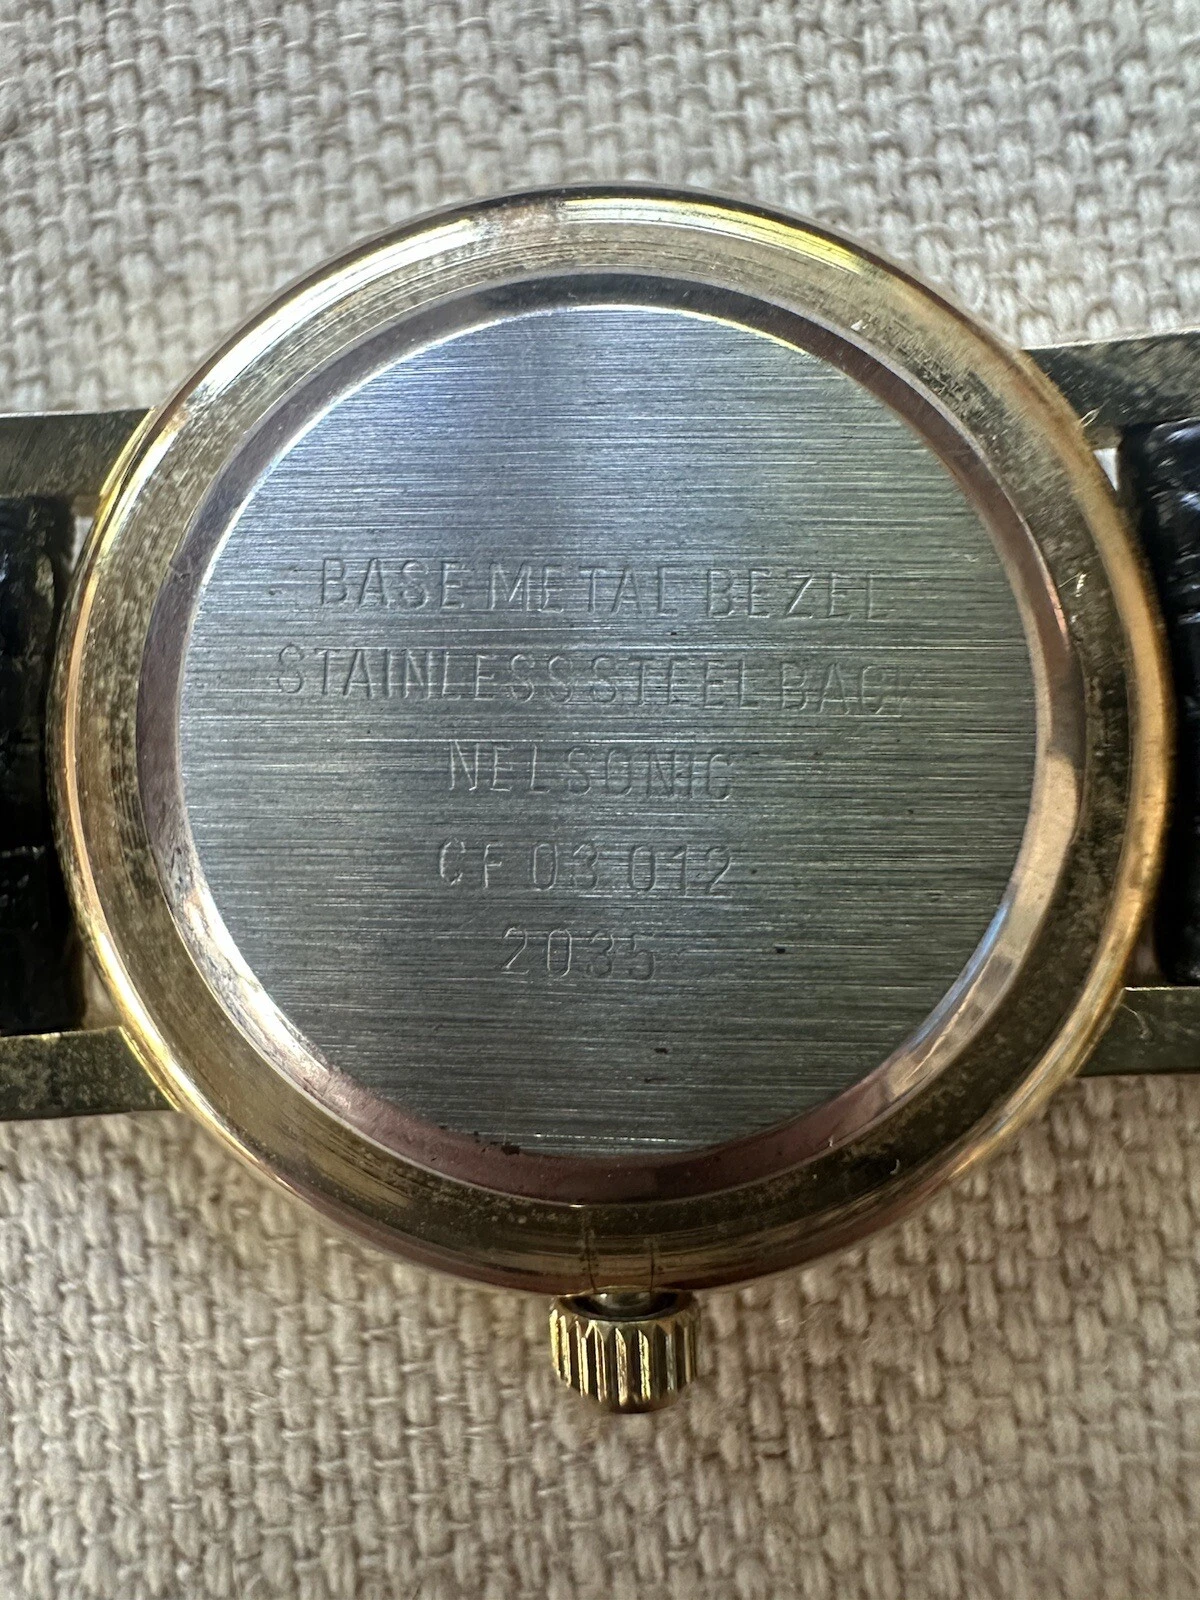 BASE METAL BEZEL
STAINLESS STEEL BACK
NELSONIC
CF 03 012
2035